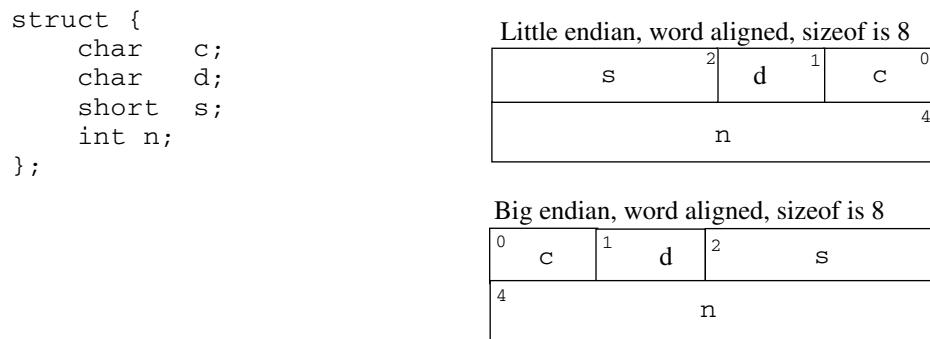 struct {
    char   c;
    char   d;
    short  s;
    int n;
};
Little endian, word aligned, sizeof is 8
s 2 d 1 c 0
n 4
Big endian, word aligned, sizeof is 8
0 c 1 d 2 s
4 n